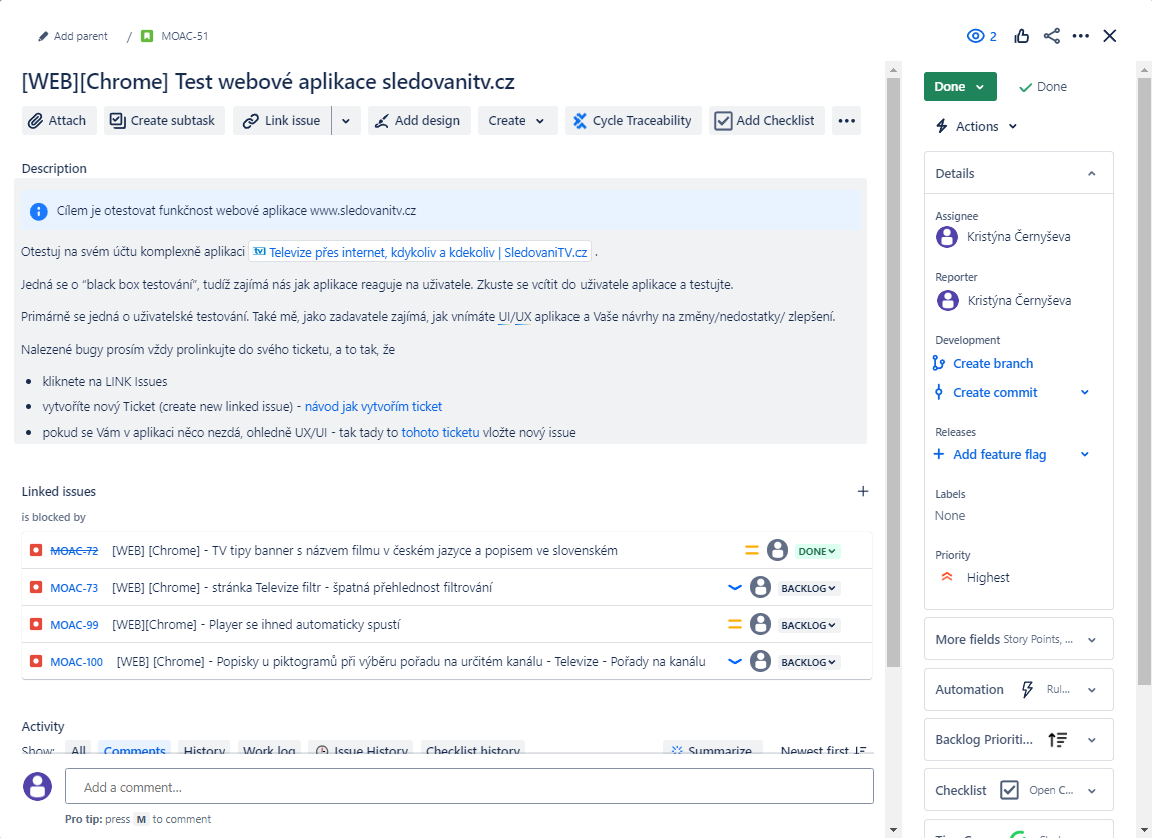 Add parent / MOAC-51
2
[WEB][Chrome] Test webové aplikace sledovanitv.cz
Attach Create subtask Link issue Add design Create Cycle Traceability Add Checklist
Description
Cílem je otestovat funkčnost webové aplikace www.sledovanitv.cz
Otestuj na svém účtu komplexně aplikaci Televize přes internet, kdykoliv a kdekoliv | SledovaniTV.cz .
Jedná se o “black box testování”, tudíž zajímá nás jak aplikace reaguje na uživatele. Zkuste se vcítit do uživatele aplikace a testujte.
Primárně se jedná o uživatelské testování. Také mě, jako zadavatele zajímá, jak vnímáte UI/UX aplikace a Vaše návrhy na změny/nedostatky/ zlepšení.
Nalezené bugy prosím vždy prolinkujte do svého ticketu, a to tak, že
• kliknete na LINK Issues
• vytvoříte nový Ticket (create new linked issue) - návod jak vytvořím ticket
• pokud se Vám v aplikaci něco nezdá, ohledně UX/UI - tak tady to tohoto ticketu vložte nový issue
Linked issues
is blocked by
MOAC-72 [WEB] [Chrome] - TV tipy banner s názvem filmu v českém jazyce a popisem ve slovenském DONE
MOAC-73 [WEB] [Chrome] - stránka Televize filtr - špatná přehlednost filtrování BACKLOG
MOAC-99 [WEB][Chrome] - Player se ihned automaticky spustí BACKLOG
MOAC-100 [WEB] [Chrome] - Popisky u piktogramů při výběru pořadu na určitém kanálu - Televize - Pořady na kanálu BACKLOG
Activity
Show: All Comments History Work log Issue History Checklist history Summarize Newest first
Add a comment...
Pro tip: press M to comment
Done Done
Actions
Details
Assignee
Kristýna Černyševa
Reporter
Kristýna Černyševa
Development
Create branch
Create commit
Releases
Add feature flag
Labels
None
Priority
Highest
More fields Story Points, ...
Automation Rul...
Backlog Prioriti...
Checklist Open C...